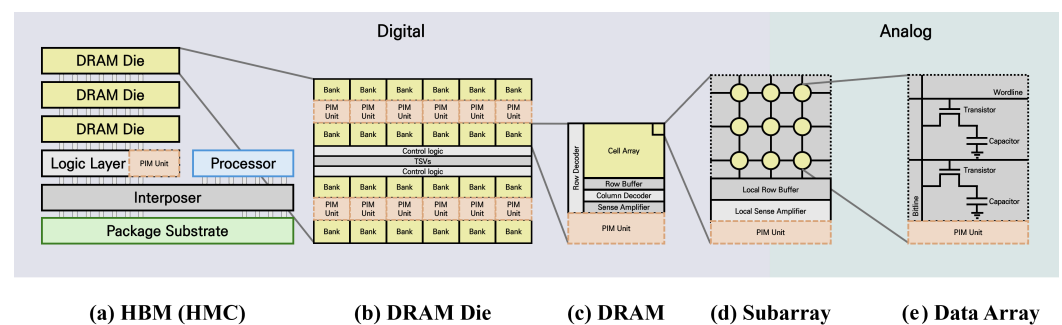 Digital
Analog
DRAM Die
DRAM Die
DRAM Die
Logic Layer
PIM Unit
Processor
Interposer
Package Substrate
Bank Bank Bank Bank Bank Bank
PIM Unit PIM Unit PIM Unit PIM Unit PIM Unit PIM Unit
Bank Bank Bank Bank Bank Bank
Control logic
TSVs
Control logic
Bank Bank Bank Bank Bank Bank
PIM Unit PIM Unit PIM Unit PIM Unit PIM Unit PIM Unit
Bank Bank Bank Bank Bank Bank
Row Decoder
Cell Array
Row Buffer
Column Decoder
Sense Amplifier
PIM Unit
Local Row Buffer
Local Sense Amplifier
PIM Unit
Wordline
Transistor
Capacitor
Transistor
Capacitor
Bitline
PIM Unit
(a) HBM (HMC)
(b) DRAM Die
(c) DRAM
(d) Subarray
(e) Data Array